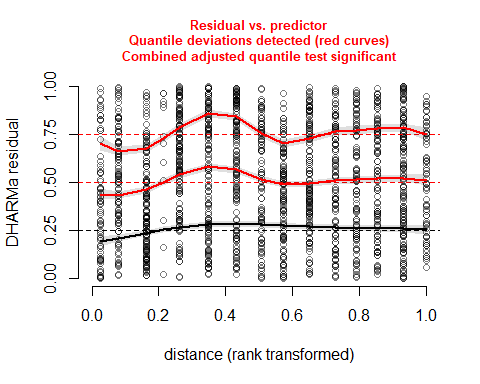 Residual vs. predictor
Quantile deviations detected (red curves)
Combined adjusted quantile test significant
DHARMa residual
1.00
0.75
0.50
0.25
0.00
0.0 0.2 0.4 0.6 0.8 1.0
distance (rank transformed)